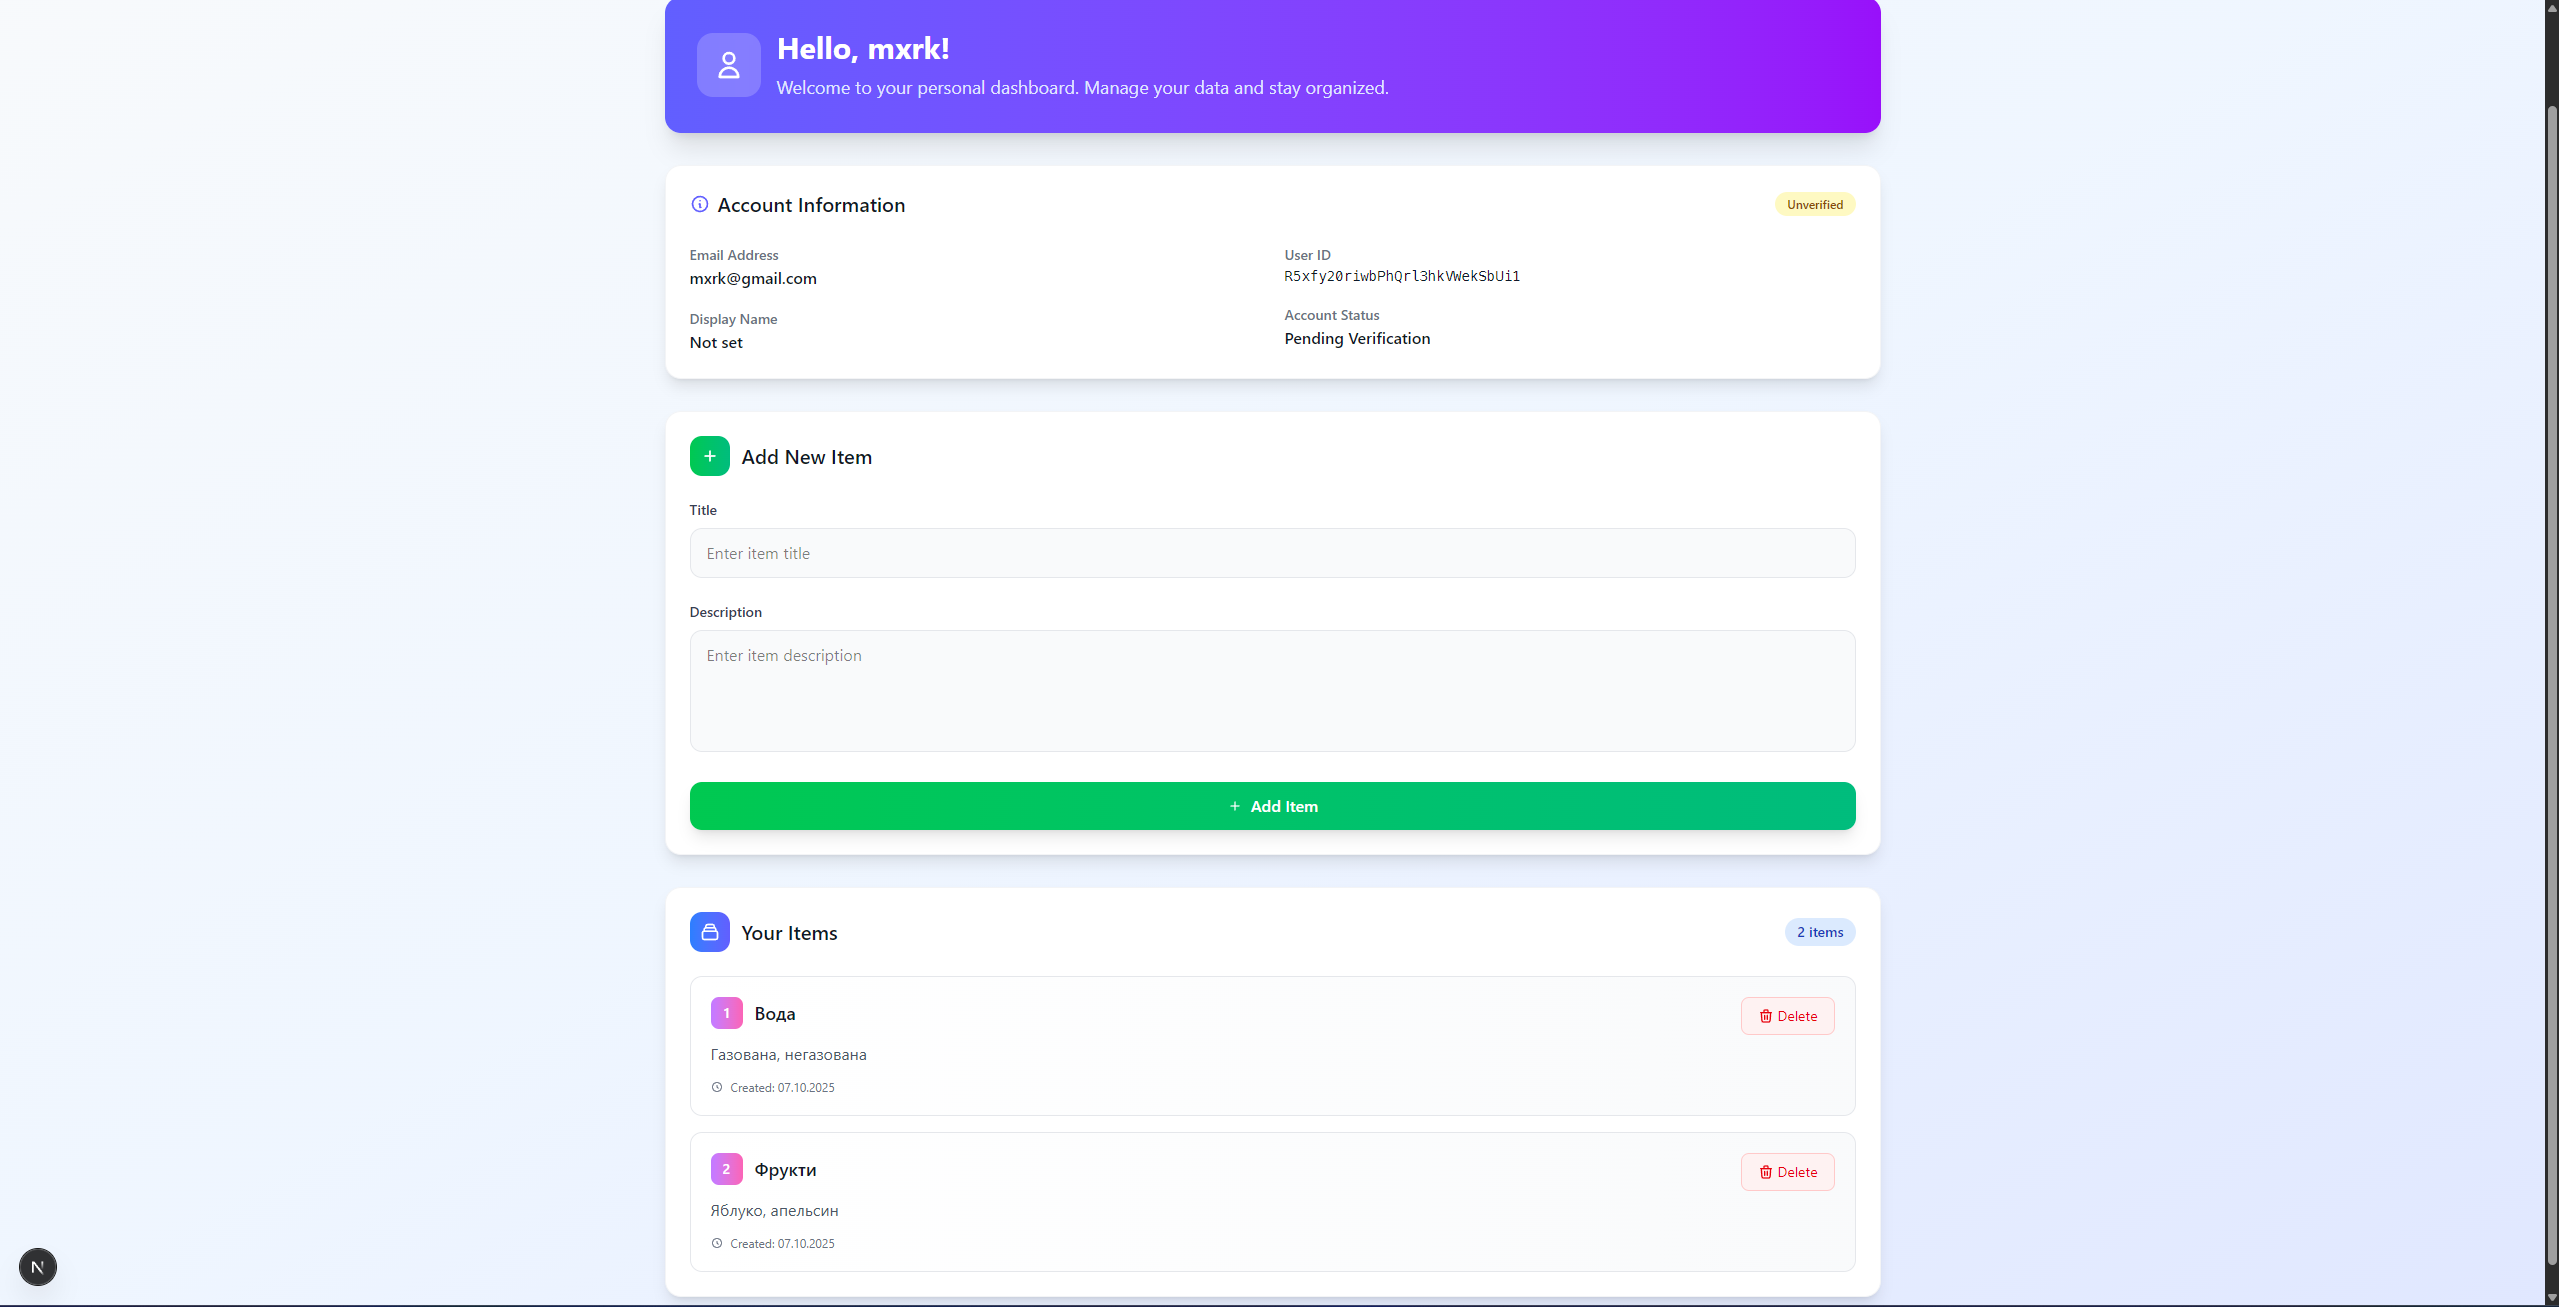 Hello, mxrk!
Welcome to your personal dashboard. Manage your data and stay organized.
Account Information
Unverified
Email Address
mxrk@gmail.com
User ID
R5xfy20riwbPhQrl3hkVWekSbUi1
Display Name
Not set
Account Status
Pending Verification
+ Add New Item
Title
Enter item title
Description
Enter item description
+ Add Item
Your Items
2 items
1 Вода
Delete
Газована, негазована
Created: 07.10.2025
2 Фрукти
Delete
Яблуко, апельсин
Created: 07.10.2025
N